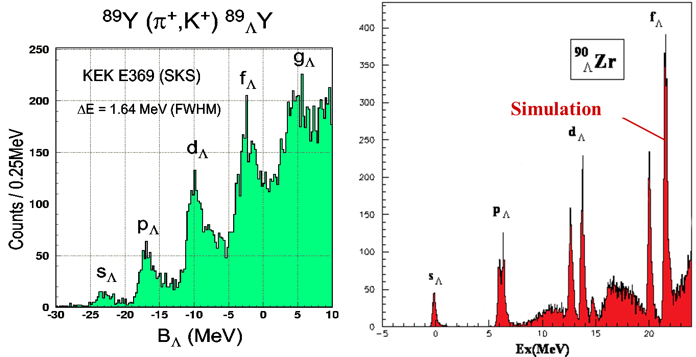 ⁸⁹Y (π⁺,K⁺) ⁸⁹ΛY
KEK E369 (SKS)
ΔE = 1.64 MeV (FWHM)
Counts / 0.25MeV
250
200
150
100
50
0
sΛ
pΛ
dΛ
fΛ
gΛ
-30 -25 -20 -15 -10 -5 0 5 10
BΛ (MeV)
⁹⁰ΛZr
Simulation
400
350
300
250
200
150
100
50
0
sΛ
pΛ
dΛ
fΛ
-5 0 5 10 15 20
Ex(MeV)